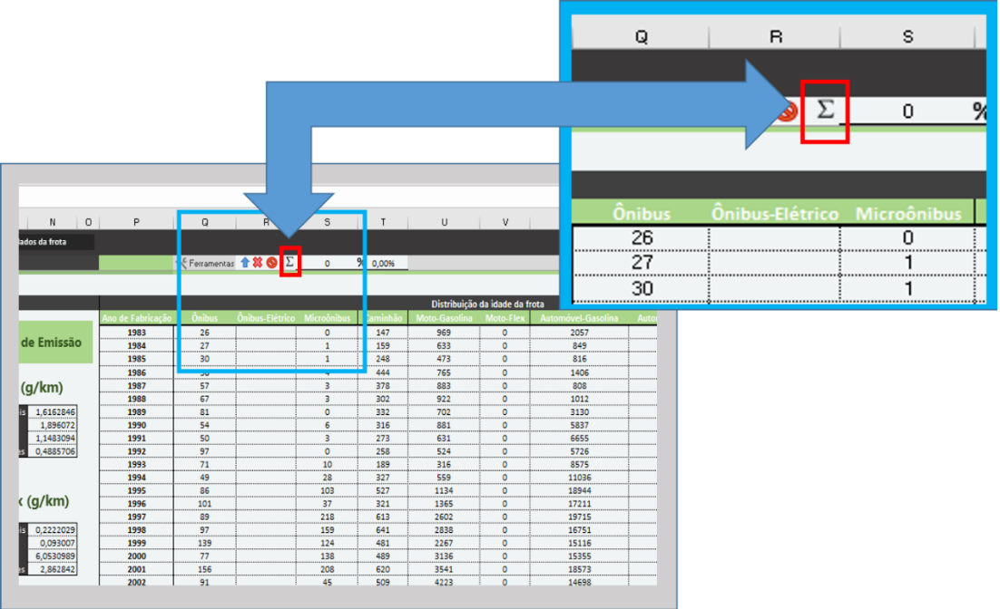 Q R S
Σ 0 %
Ônibus Ônibus-Elétrico Microônibus
26 0
27 1
30 1
N O P Q R S T U V
ados da frota
Ferramentas Σ 0 % 0,00%
Distribuição da idade da frota
Ano de Fabricação Ônibus Ônibus-Elétrico Microônibus Caminhão Moto-Gasolina Moto-Flex Automóvel-Gasolina Auto
1983 26 0 147 969 0 2057
de Emissão
1984 27 1 159 633 0 849
1985 30 1 248 473 0 816
1986 4 444 765 0 1406
(g/km)
1987 57 3 378 883 0 808
1988 67 3 302 922 0 1012
is 1,6162846 1989 81 0 332 702 0 3130
1,896072 1990 54 6 316 881 0 5837
1,1483094 1991 50 3 273 631 0 6655
es 0,4885706 1992 97 0 258 524 0 5726
1993 71 10 189 316 0 8575
1994 49 28 327 559 0 11036
1995 86 103 527 1134 0 18944
x (g/km) 1996 101 37 321 1365 0 17211
1997 89 218 613 2602 0 19715
is 0,2222029 1998 97 159 641 2838 0 16751
0,093007 1999 139 124 481 2267 0 15116
6,0530989 2000 77 138 489 3136 0 15355
es 2,862842 2001 156 208 620 3541 0 18573
2002 91 45 509 4223 0 14698